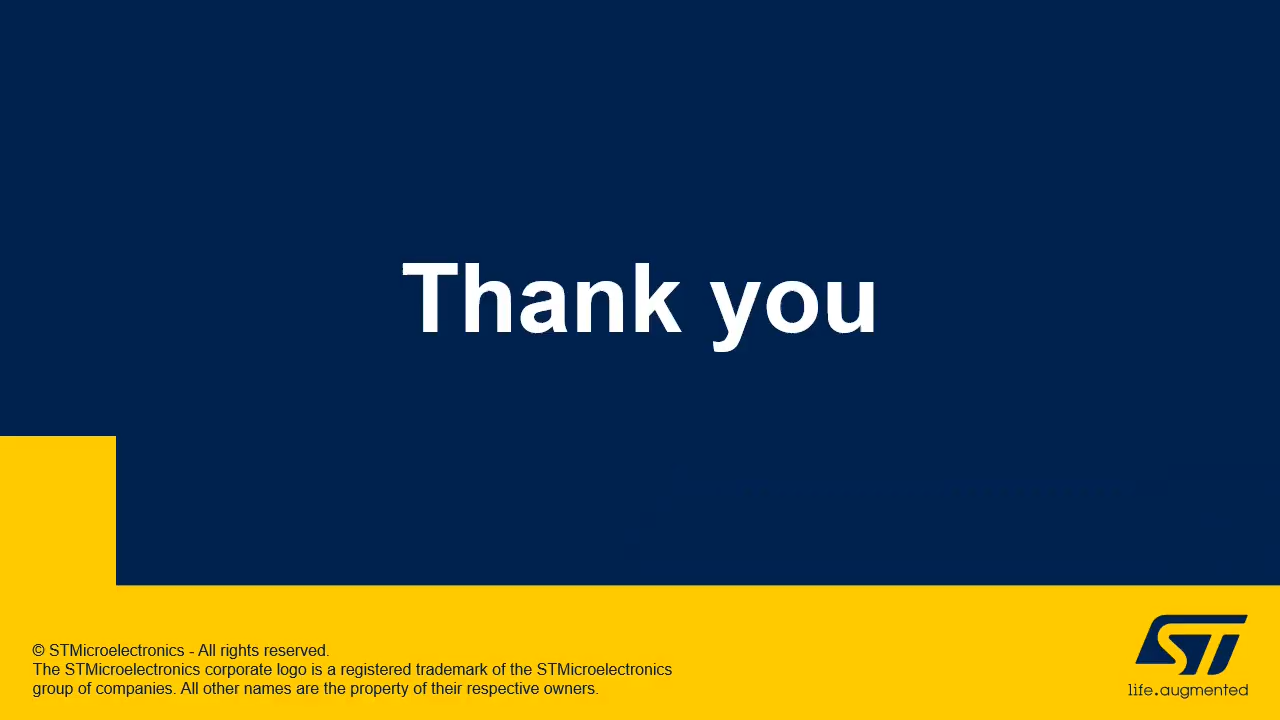 Thank you
© STMicroelectronics - All rights reserved.
The STMicroelectronics corporate logo is a registered trademark of the STMicroelectronics
group of companies. All other names are the property of their respective owners.
ST
life.augmented